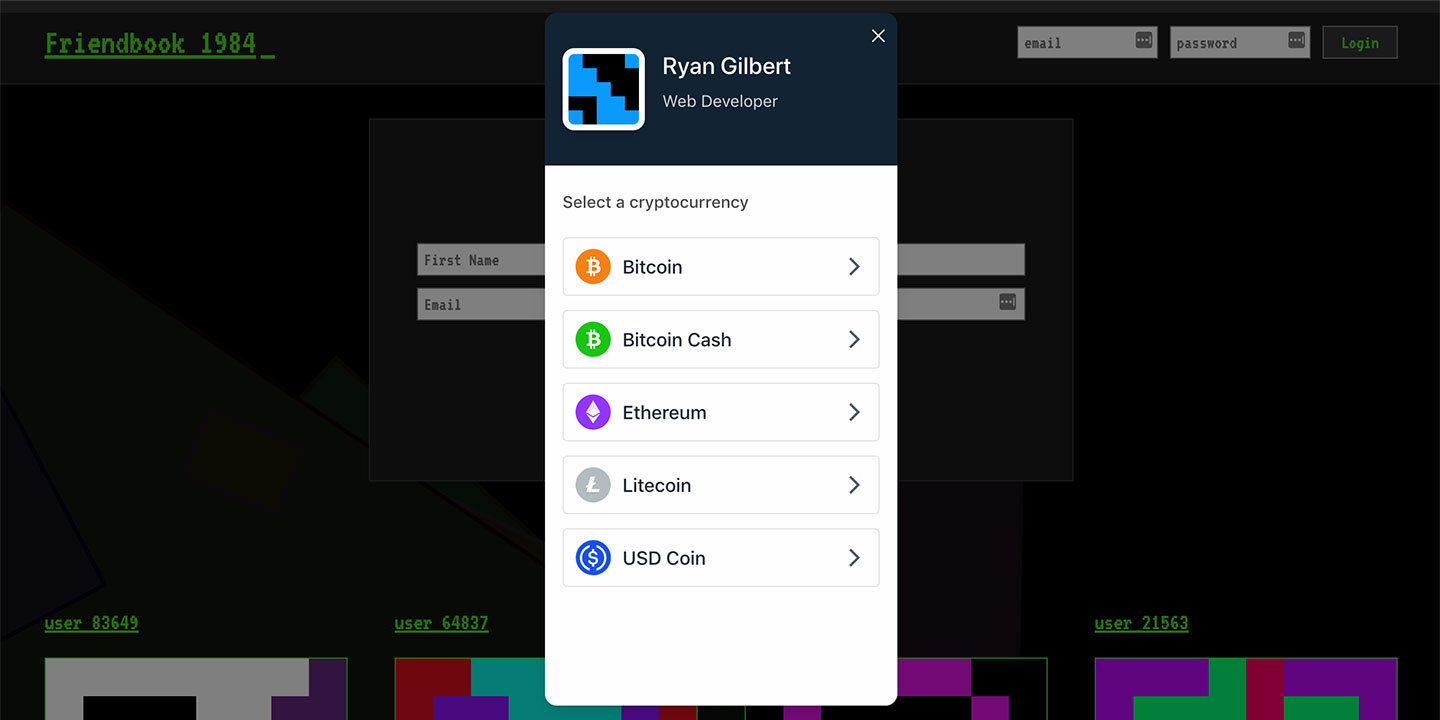 Friendbook 1984_
email
password
Login
Ryan Gilbert
Web Developer
Select a cryptocurrency
First Name
Email
Bitcoin
Bitcoin Cash
Ethereum
Litecoin
USD Coin
user 83649
user 64837
user 21563